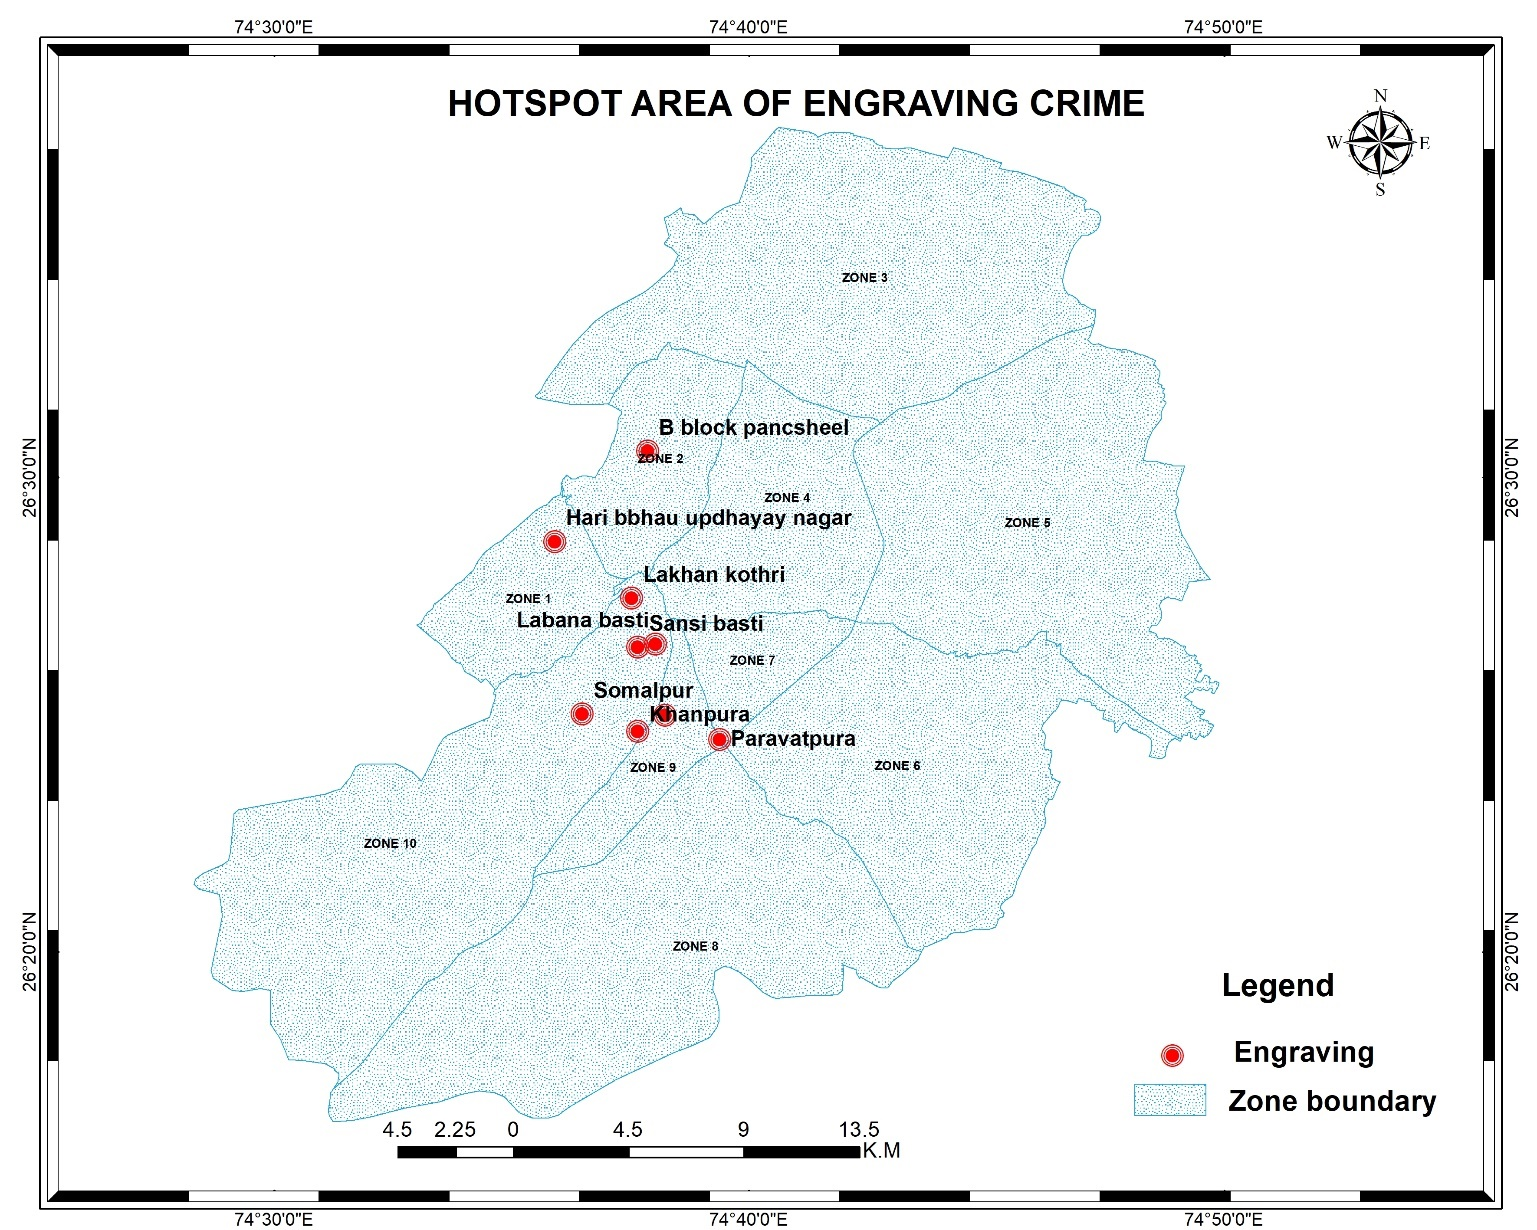 74°30'0"E 74°40'0"E 74°50'0"E
HOTSPOT AREA OF ENGRAVING CRIME
N
W E
S
ZONE 3
B block pancsheel
ZONE 2
26°30'0"N 26°30'0"N
ZONE 4
Hari bbhau updhayay nagar
ZONE 5
Lakhan kothri
ZONE 1
Labana basti Sansi basti
ZONE 7
Somalpur
Khanpura
Paravatpura
ZONE 9 ZONE 6
ZONE 10
ZONE 8
26°20'0"N 26°20'0"N
Legend
Engraving
Zone boundary
4.5 2.25 0 4.5 9 13.5
K.M
74°30'0"E 74°40'0"E 74°50'0"E